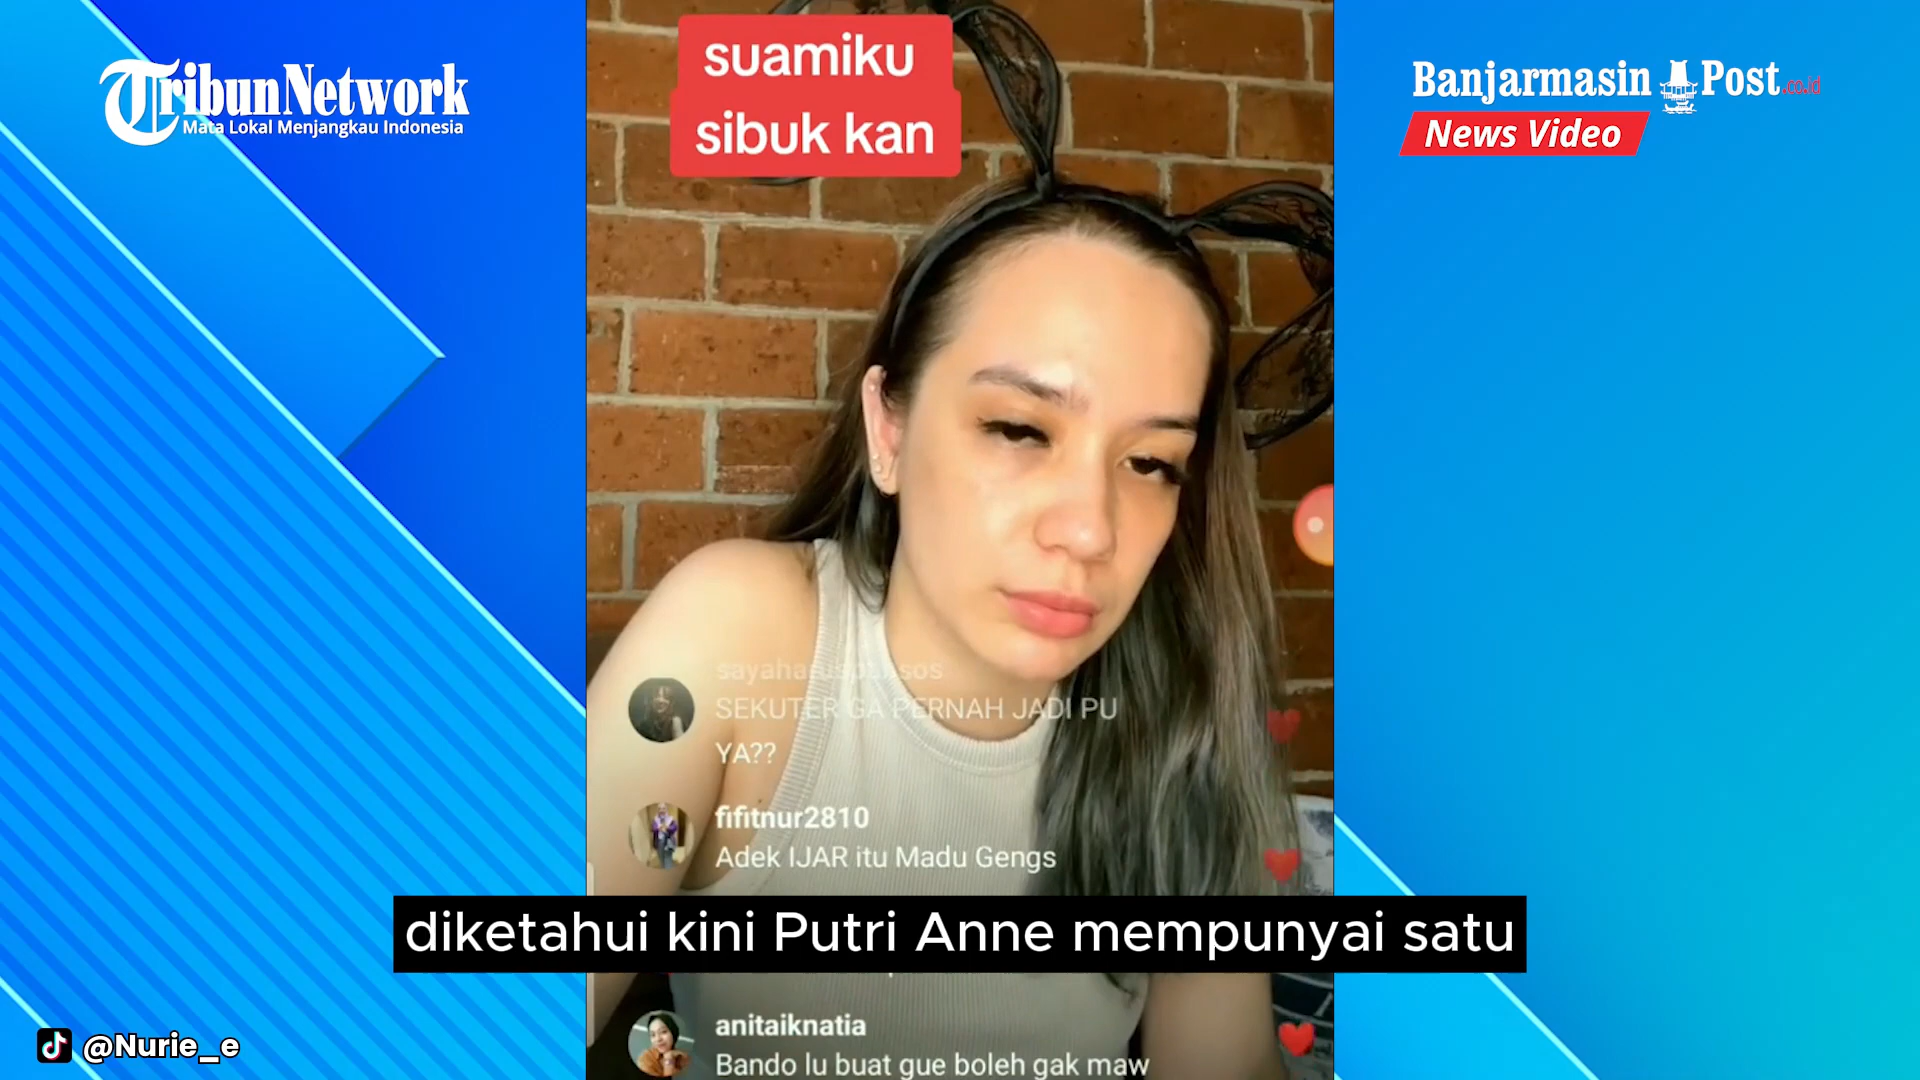 suamiku
sibuk kan
TribunNetwork
Mata Lokal Menjangkau Indonesia
Banjarmasin Post.co.id
News Video
SEKUTER GA PERNAH JADI PU
YA??
fifitnur2810
Adek IJAR itu Madu Gengs
diketahui kini Putri Anne mempunyai satu
anitaiknatia
Bando lu buat gue boleh gak maw
@Nurie_e